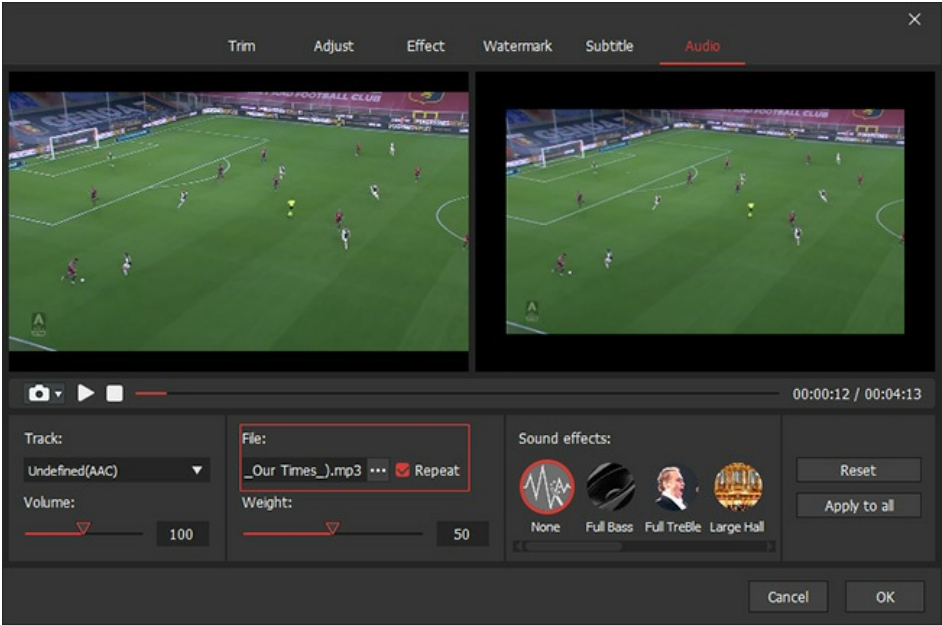 Trim Adjust Effect Watermark Subtitle Audio
FOOTBALL CLUB
00:00:12 / 00:04:13
Track:
Undefined(AAC)
Volume:
100
File:
_Our Times_).mp3 ••• Repeat
Weight:
50
Sound effects:
None Full Bass Full TreBle Large Hall
Reset
Apply to all
Cancel OK